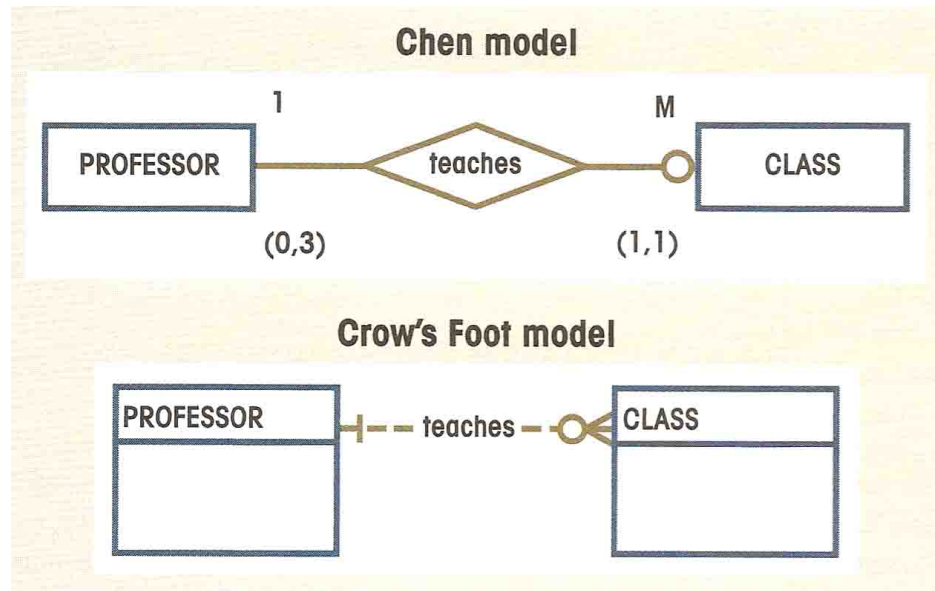 Chen model
1
M
PROFESSOR
teaches
CLASS
(0,3)
(1,1)
Crow's Foot model
PROFESSOR
teaches
CLASS